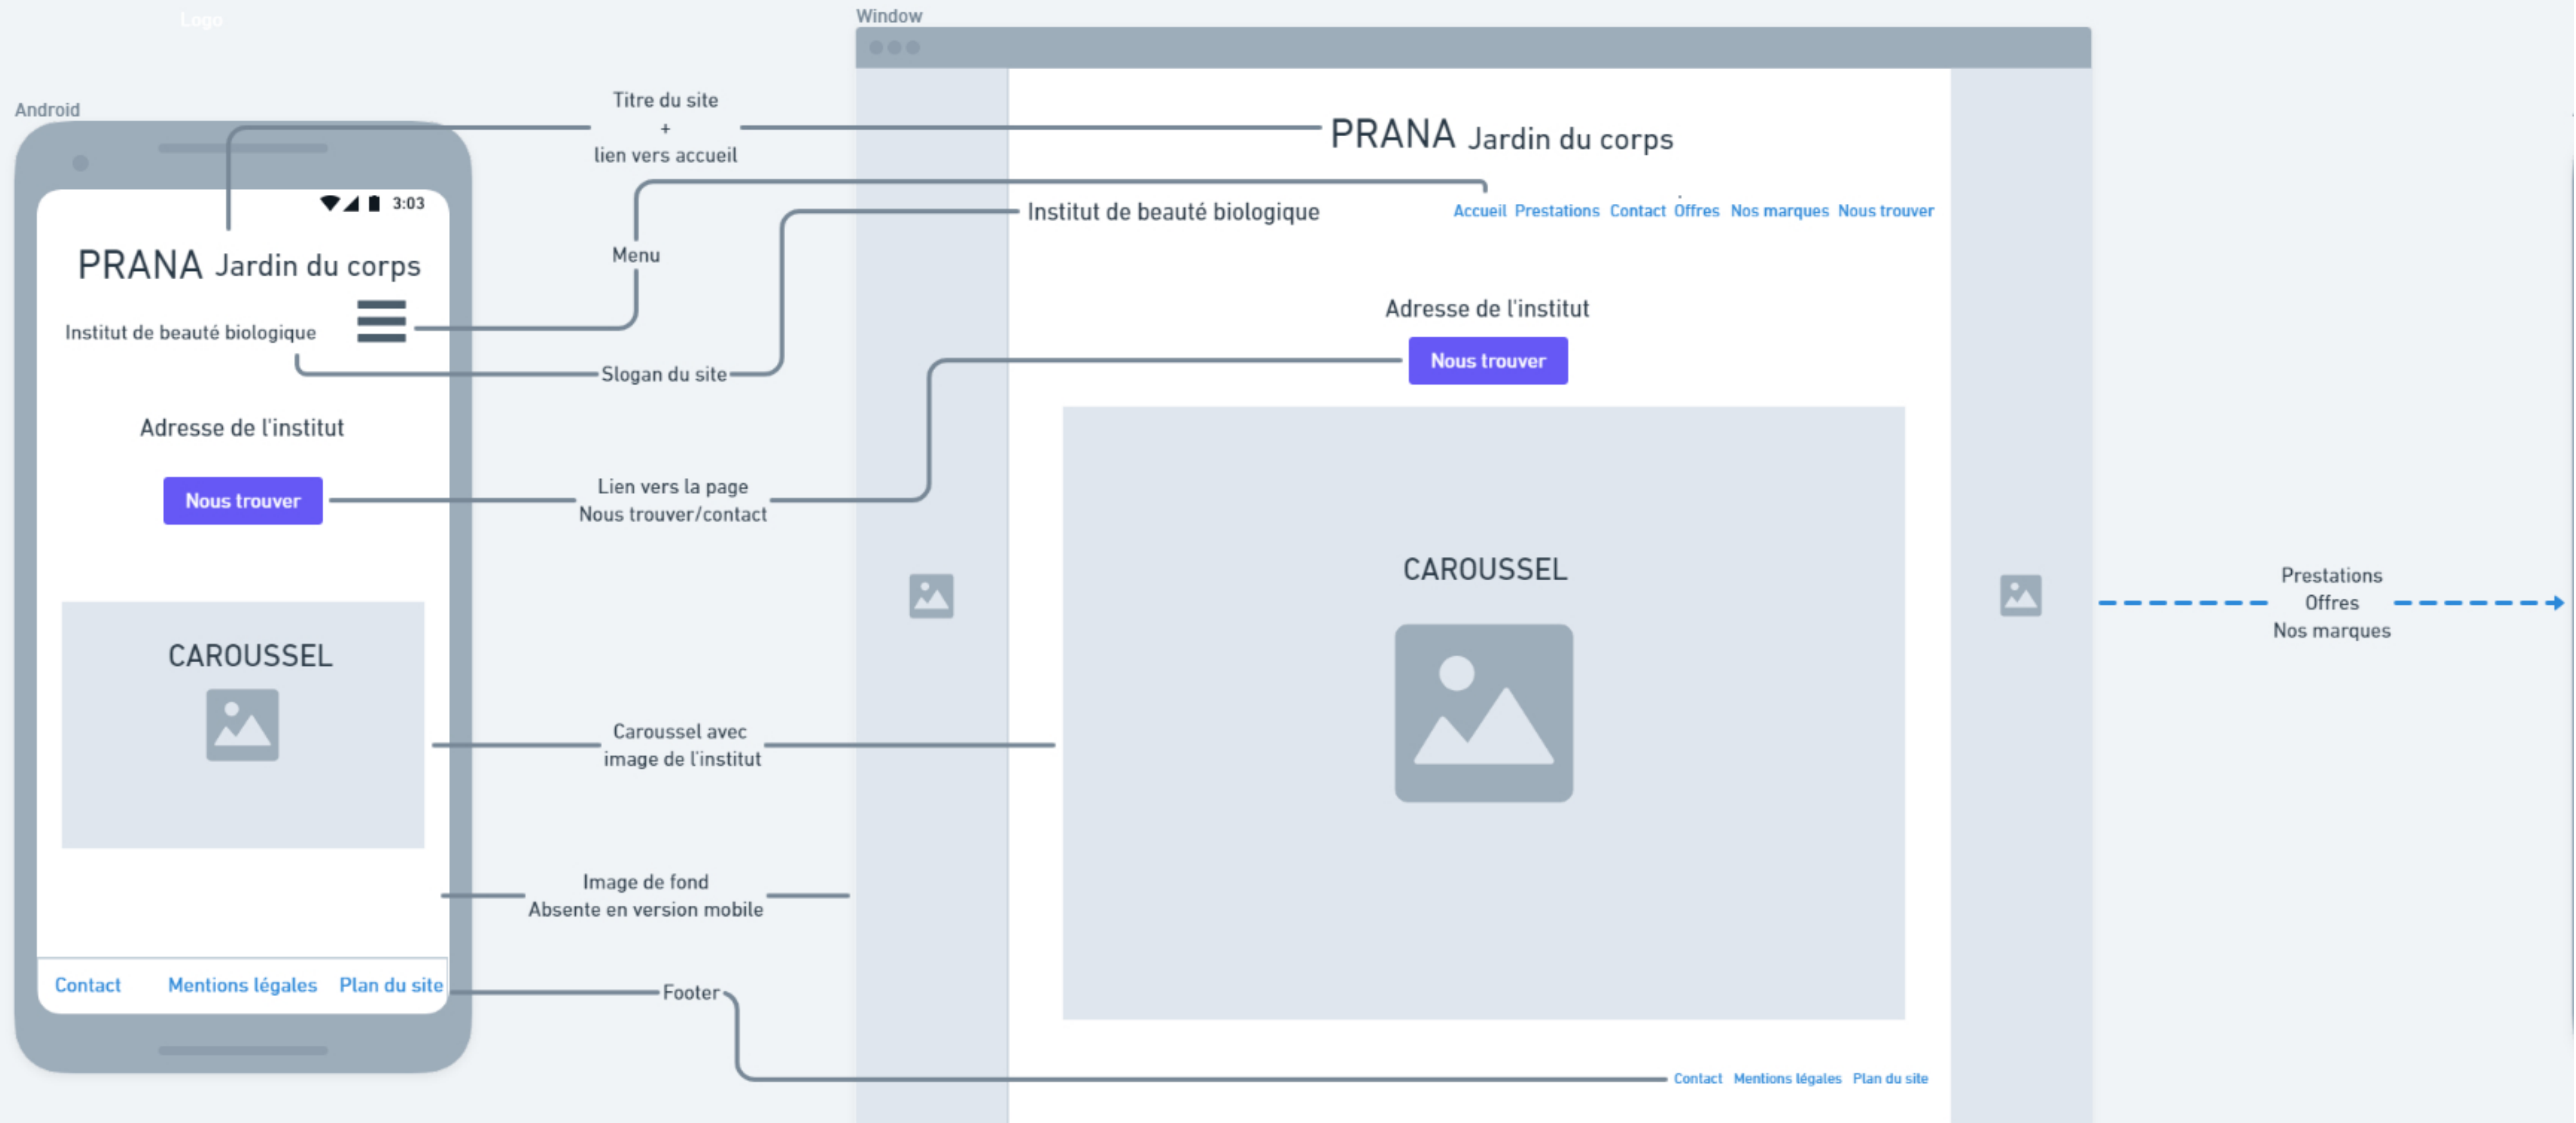 Logo
Window
Android
Titre du site
+
lien vers accueil
3:03
PRANA Jardin du corps
Institut de beauté biologique
Menu
Slogan du site
Adresse de l'institut
Nous trouver
Lien vers la page
Nous trouver/contact
CAROUSSEL
Caroussel avec
image de l'institut
Image de fond
Absente en version mobile
Contact Mentions légales Plan du site
Footer
PRANA Jardin du corps
Institut de beauté biologique
Accueil Prestations Contact Offres Nos marques Nous trouver
Adresse de l'institut
Nous trouver
CAROUSSEL
Contact Mentions légales Plan du site
Prestations
Offres
Nos marques